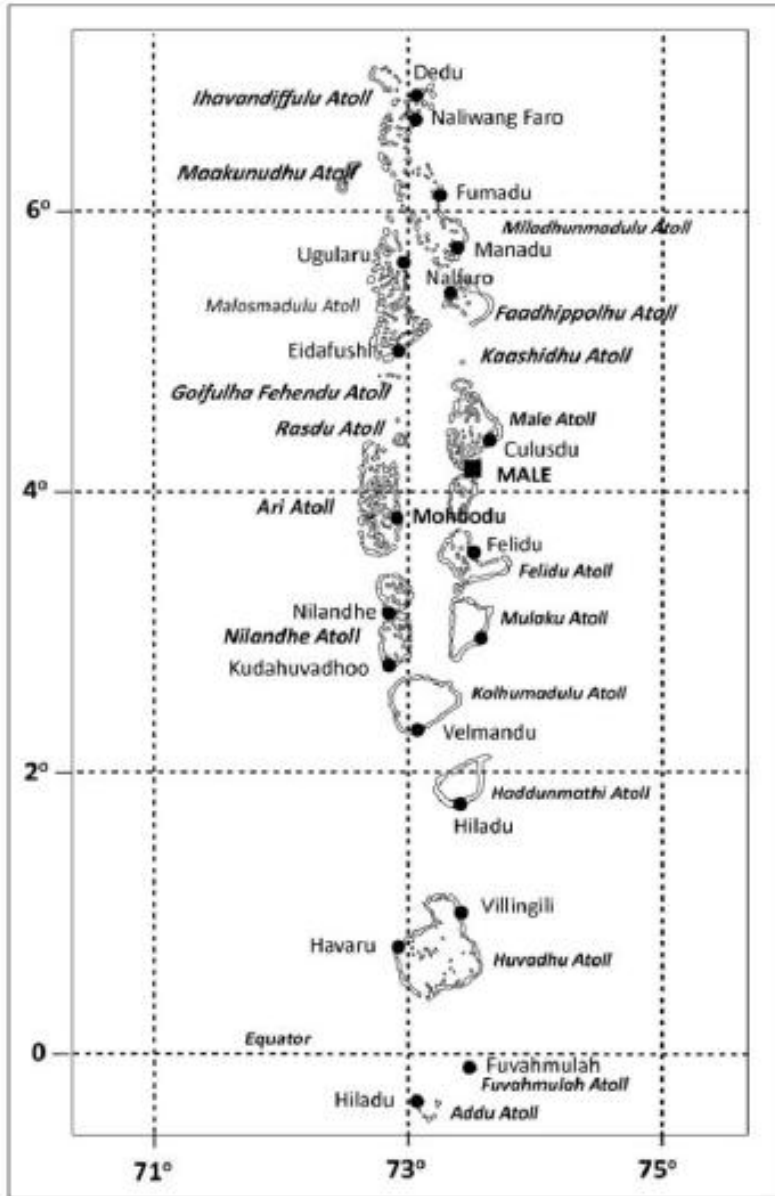 Dedu
Ihavandiffulu Atoll
Naliwang Faro
Maakunudhu Atoll
Fumadu
6°
Miladhunmadulu Atoll
Ugularu
Manadu
Nalfaro
Malosmadulu Atoll
Faadhippolhu Atoll
Eidafushi
Kaashidhu Atoll
Goifulha Fehendu Atoll
Male Atoll
Rasdu Atoll
Culusdu
MALE
4°
Ari Atoll
Felidu
Felidu Atoll
Nilandhe
Mulaku Atoll
Nilandhe Atoll
Kudahuvadhoo
Kolhumadulu Atoll
Velmandu
2°
Haddunmathi Atoll
Hiladu
Villingili
Havaru
Huvadhu Atoll
Equator
0
Fuvahmulah
Fuvahmulah Atoll
Hiladu
Addu Atoll
71°
73°
75°